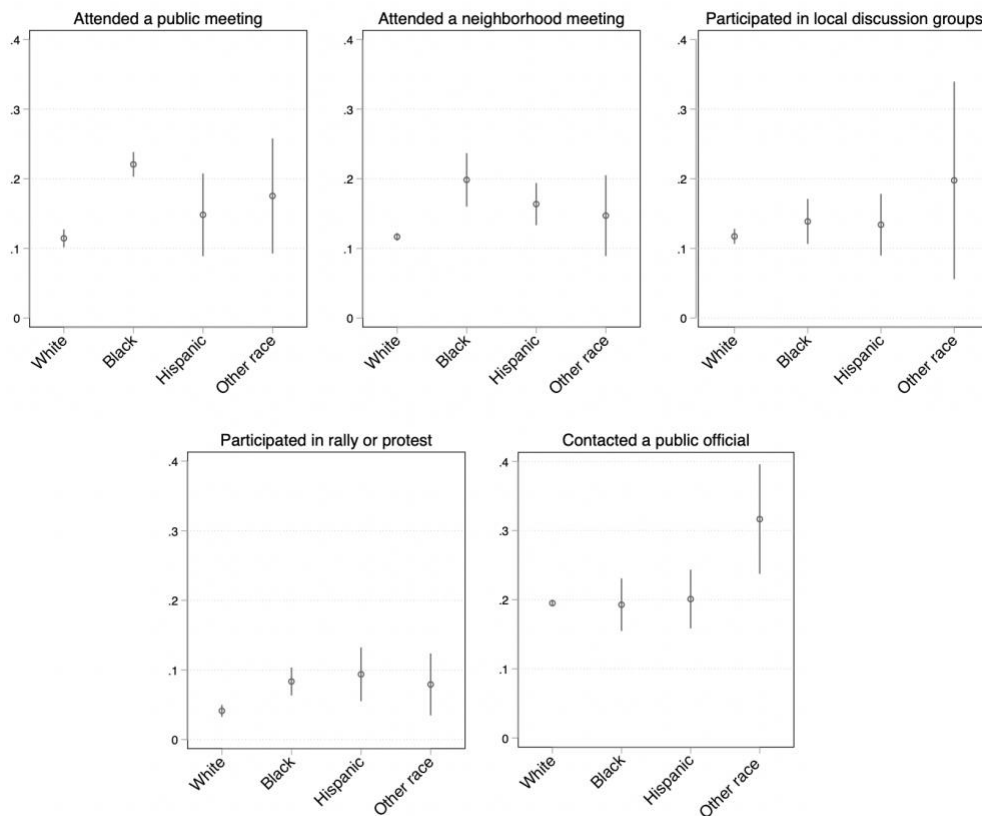 Attended a public meeting
.4
.3
.2
.1
0
White
Black
Hispanic
Other race
Attended a neighborhood meeting
.4
.3
.2
.1
0
White
Black
Hispanic
Other race
Participated in local discussion groups
.4
.3
.2
.1
0
White
Black
Hispanic
Other race
Participated in rally or protest
.4
.3
.2
.1
0
White
Black
Hispanic
Other race
Contacted a public official
.4
.3
.2
.1
0
White
Black
Hispanic
Other race